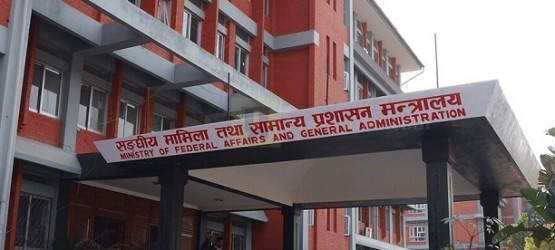 सङ्घीय मामिला तथा सामान्य प्रशासन मन्त्रालय
MINISTRY OF FEDERAL AFFAIRS AND GENERAL ADMINISTRATION